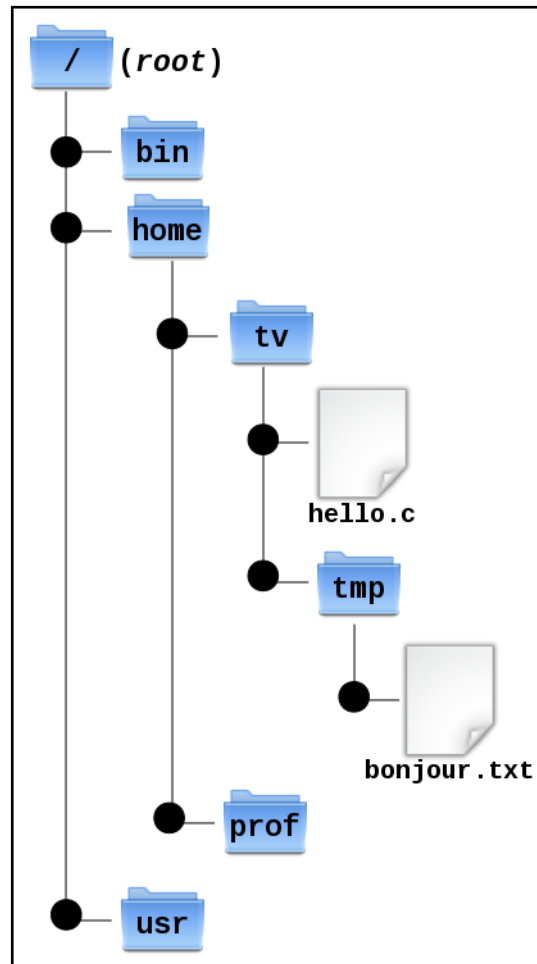 / (root)
bin
home
tv
hello.c
tmp
bonjour.txt
prof
usr